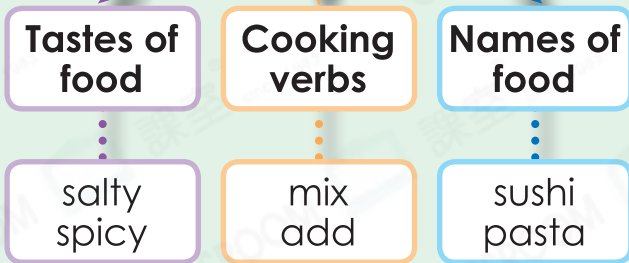 Tastes of
food
Cooking
verbs
Names of
food
salty
spicy
mix
add
sushi
pasta